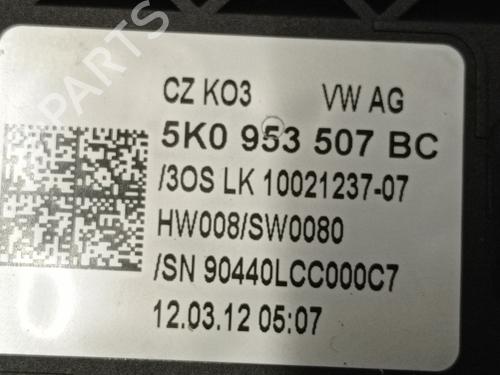 PARTS
CZ KO3 VW AG
5K0 953 507 BC
/3OS LK 10021237-07
HW008/SW0080
/SN 90440LCC000C7
12.03.12 05:07